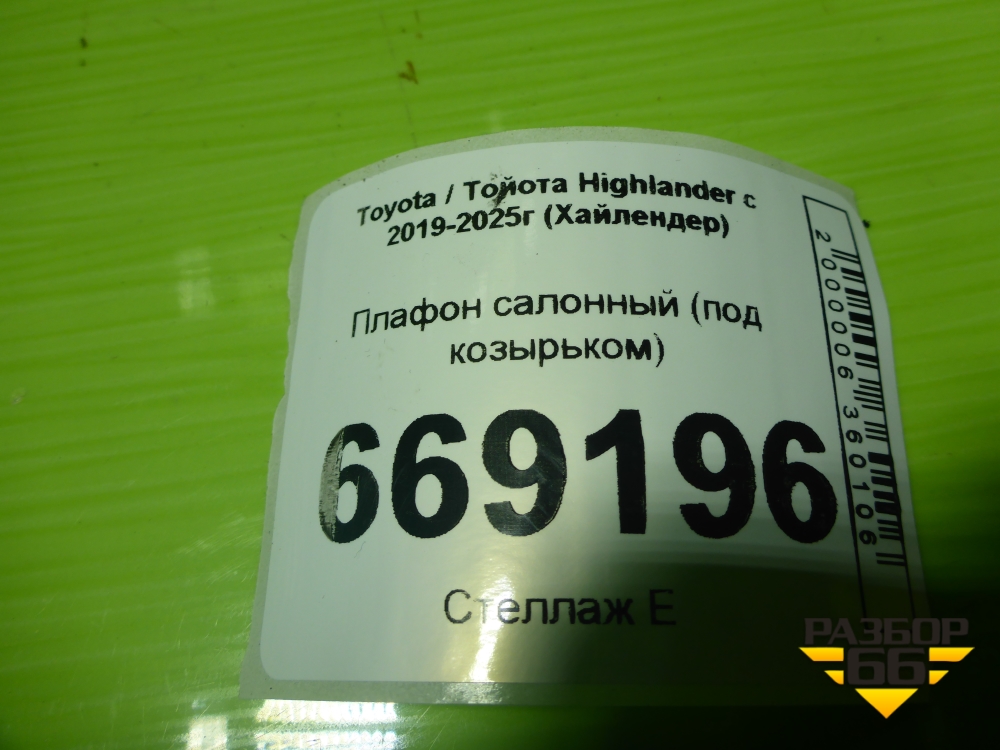 Toyota / Тойота Highlander с
2019-2025г (Хайлендер)
Плафон салонный (под
козырьком)
669196
Стеллаж Е
2000006360106
РАЗБОР
66